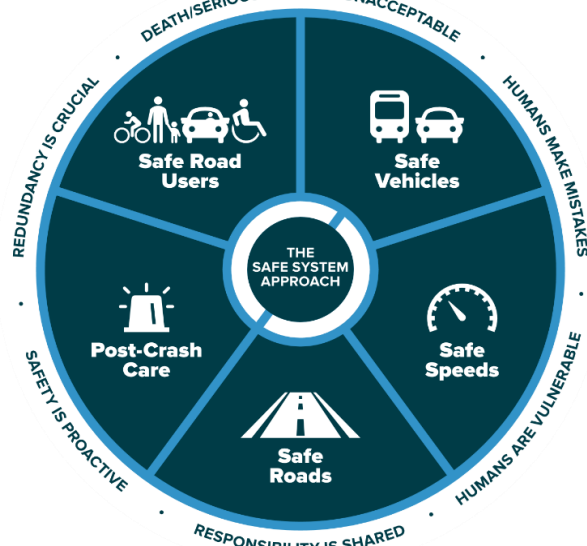 DEATH/SERIOUS UNACCEPTABLE
HUMANS MAKE MISTAKES
HUMANS ARE VULNERABLE
RESPONSIBILITY IS SHARED
SAFETY IS PROACTIVE
REDUNDANCY IS CRUCIAL
Safe Road
Users
Safe
Vehicles
THE
SAFE SYSTEM
APPROACH
Post-Crash
Care
Safe
Speeds
Safe
Roads